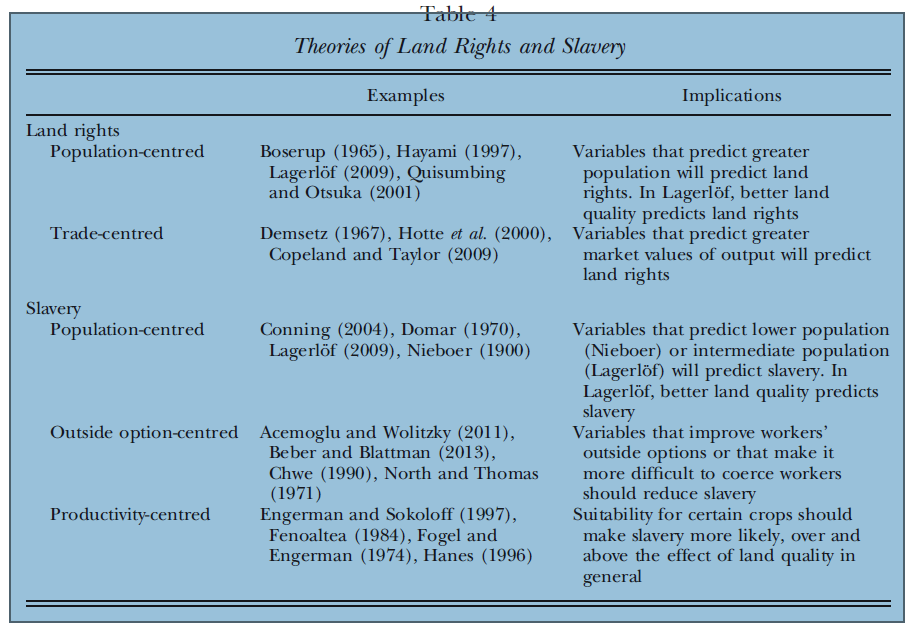 Table 4
Theories of Land Rights and Slavery
Examples Implications
Land rights
Population-centred Boserup (1965), Hayami (1997), Variables that predict greater
Lagerlöf (2009), Quisumbing population will predict land
and Otsuka (2001) rights. In Lagerlöf, better land
quality predicts land rights
Trade-centred Demsetz (1967), Hotte et al. (2000), Variables that predict greater
Copeland and Taylor (2009) market values of output will predict
land rights
Slavery
Population-centred Conning (2004), Domar (1970), Variables that predict lower population
Lagerlöf (2009), Nieboer (1900) (Nieboer) or intermediate population
(Lagerlöf) will predict slavery. In
Lagerlöf, better land quality predicts
slavery
Outside option-centred Acemoglu and Wolitzky (2011), Variables that improve workers'
Beber and Blattman (2013), outside options or that make it
Chwe (1990), North and Thomas more difficult to coerce workers
(1971) should reduce slavery
Productivity-centred Engerman and Sokoloff (1997), Suitability for certain crops should
Fenoaltea (1984), Fogel and make slavery more likely, over and
Engerman (1974), Hanes (1996) above the effect of land quality in
general